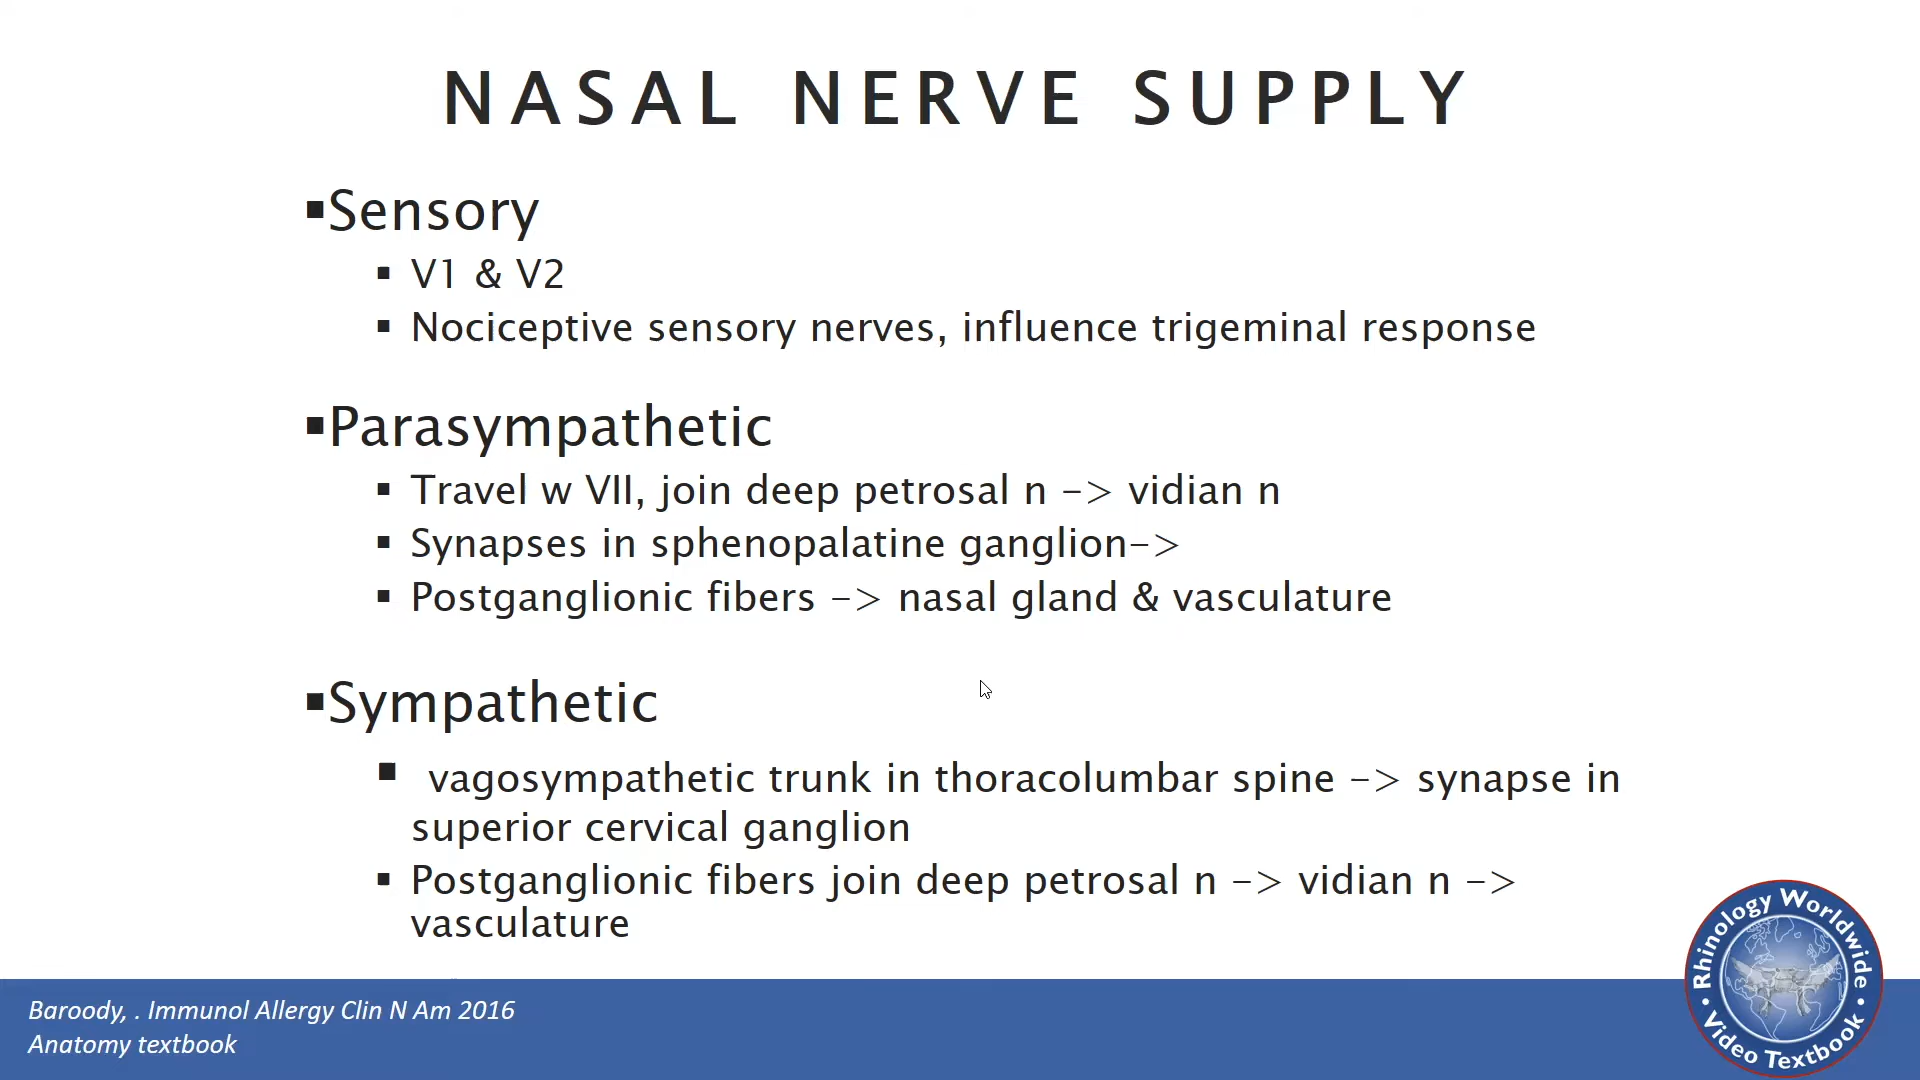 NASAL NERVE SUPPLY
▪Sensory
▪ V1 & V2
▪ Nociceptive sensory nerves, influence trigeminal response
▪Parasympathetic
▪ Travel w VII, join deep petrosal n -> vidian n
▪ Synapses in sphenopalatine ganglion->
▪ Postganglionic fibers -> nasal gland & vasculature
▪Sympathetic
▪ vagosympathetic trunk in thoracolumbar spine -> synapse in
superior cervical ganglion
▪ Postganglionic fibers join deep petrosal n -> vidian n ->
vasculature
Baroody, . Immunol Allergy Clin N Am 2016
Anatomy textbook
Rhinology Worldwide
• Video Textbook •